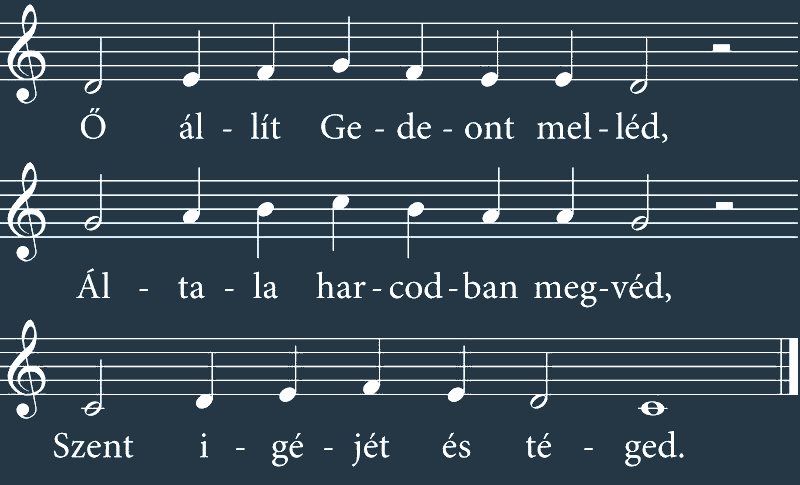 Ő ál - lít Ge - de - ont mel - léd,
Ál - ta - la har - cod - ban meg - véd,
Szent i - gé - jét és té - ged.